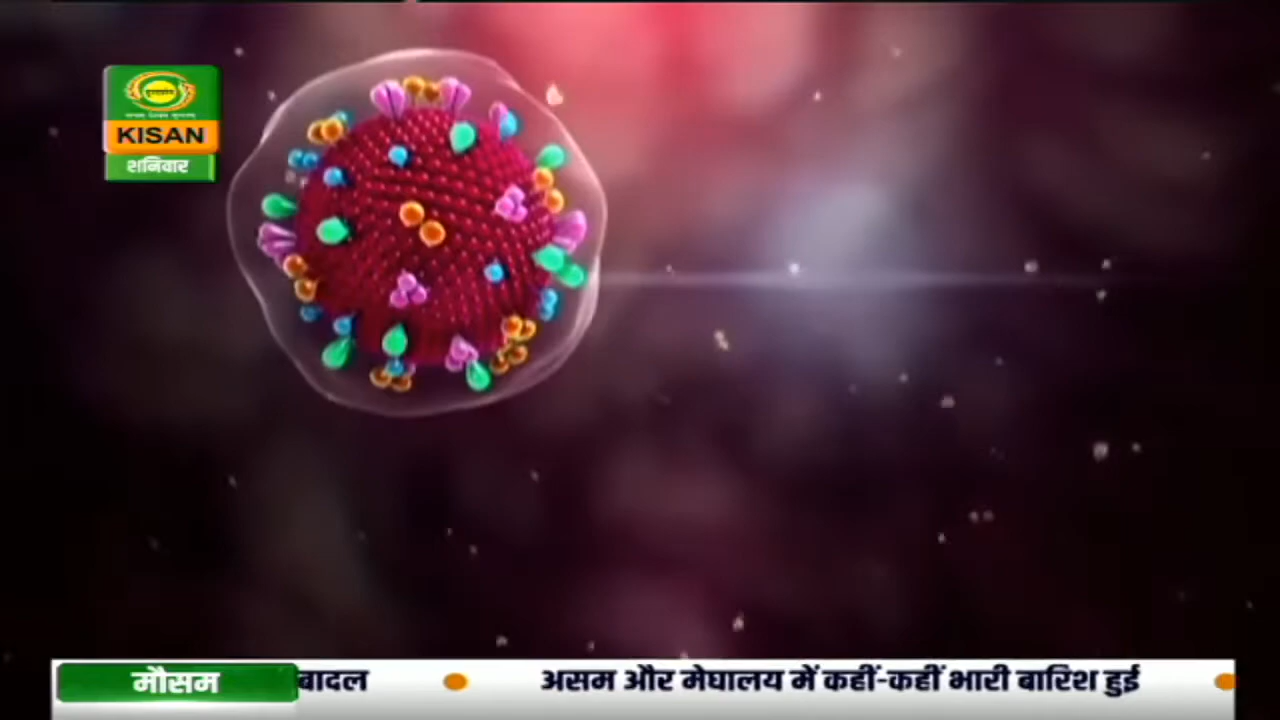 KISAN
शनिवार
मौसम
बादल
असम और मेघालय में कहीं-कहीं भारी बारिश हुई